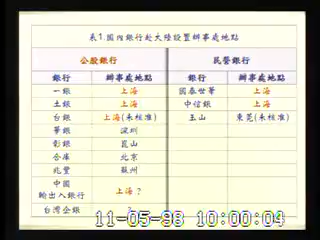 表1.國內銀行赴大陸設置辦事處地點
公股銀行 民營銀行
銀行 辦事處地點 銀行 辦事處地點
一銀 上海 國泰世華 上海
土銀 上海 中信銀 上海
台銀 上海(未核准) 玉山 東莞(未核准)
華銀 深圳
彰銀 崑山
合庫 北京
兆豐 蘇州
中國
輸出入銀行 上海?
台灣企銀
11-05-98 10:00:04